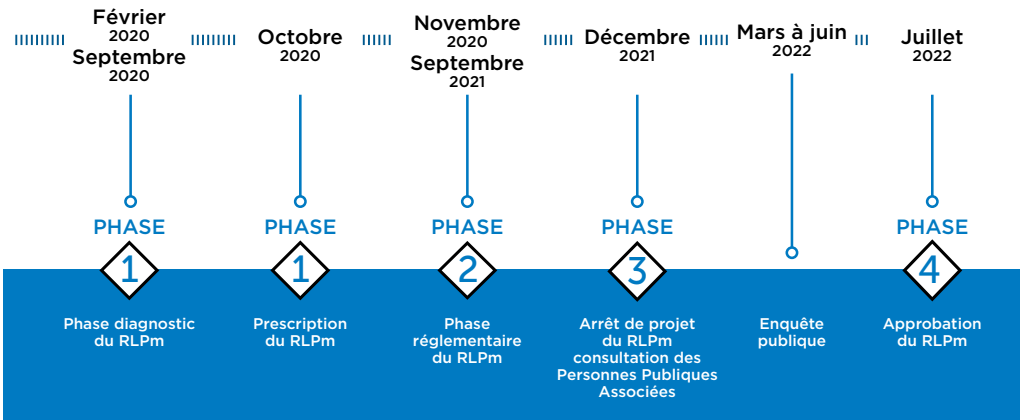 Février
2020
Septembre
2020
PHASE
1
Phase diagnostic
du RLPm
Octobre
2020
PHASE
1
Prescription
du RLPm
Novembre
2020
Septembre
2021
PHASE
2
Phase
réglementaire
du RLPm
Décembre
2021
PHASE
3
Arrêt de projet
du RLPm
consultation des
Personnes Publiques
Associées
Mars à juin
2022
Enquête
publique
Juillet
2022
PHASE
4
Approbation
du RLPm